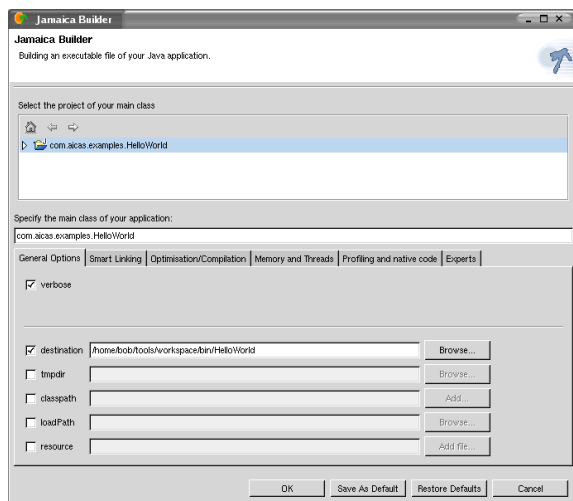 Jamaica Builder
Jamaica Builder
Building an executable file of your Java application.
Select the project of your main class
com.aicas.examples.HelloWorld
Specify the main class of your application:
com.aicas.examples.HelloWorld
General Options Smart Linking Optimisation/Compilation Memory and Threads Profiling and native code Experts
verbose
destination /home/bob/tools/workspace/bin/HelloWorld Browse...
tmpdir Browse...
classpath Add...
loadPath Browse...
resource Add file...
OK Save As Default Restore Defaults Cancel